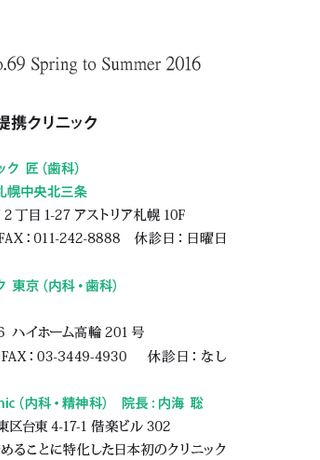 o.69 Spring to Summer 2016
提携クリニック
ック 匠（歯科）
札幌中央北三条
２丁目1-27 アストリア札幌 10F
FAX：011-242-8888　休診日：日曜日
ク 東京（内科・歯科）
6 ハイホーム高輪 201 号
FAX：03-3449-4930　休診日：なし
nic（内科・精神科）　院長：内海 聡
東区台東 4-17-1 偕楽ビル 302
めることに特化した日本初のクリニック